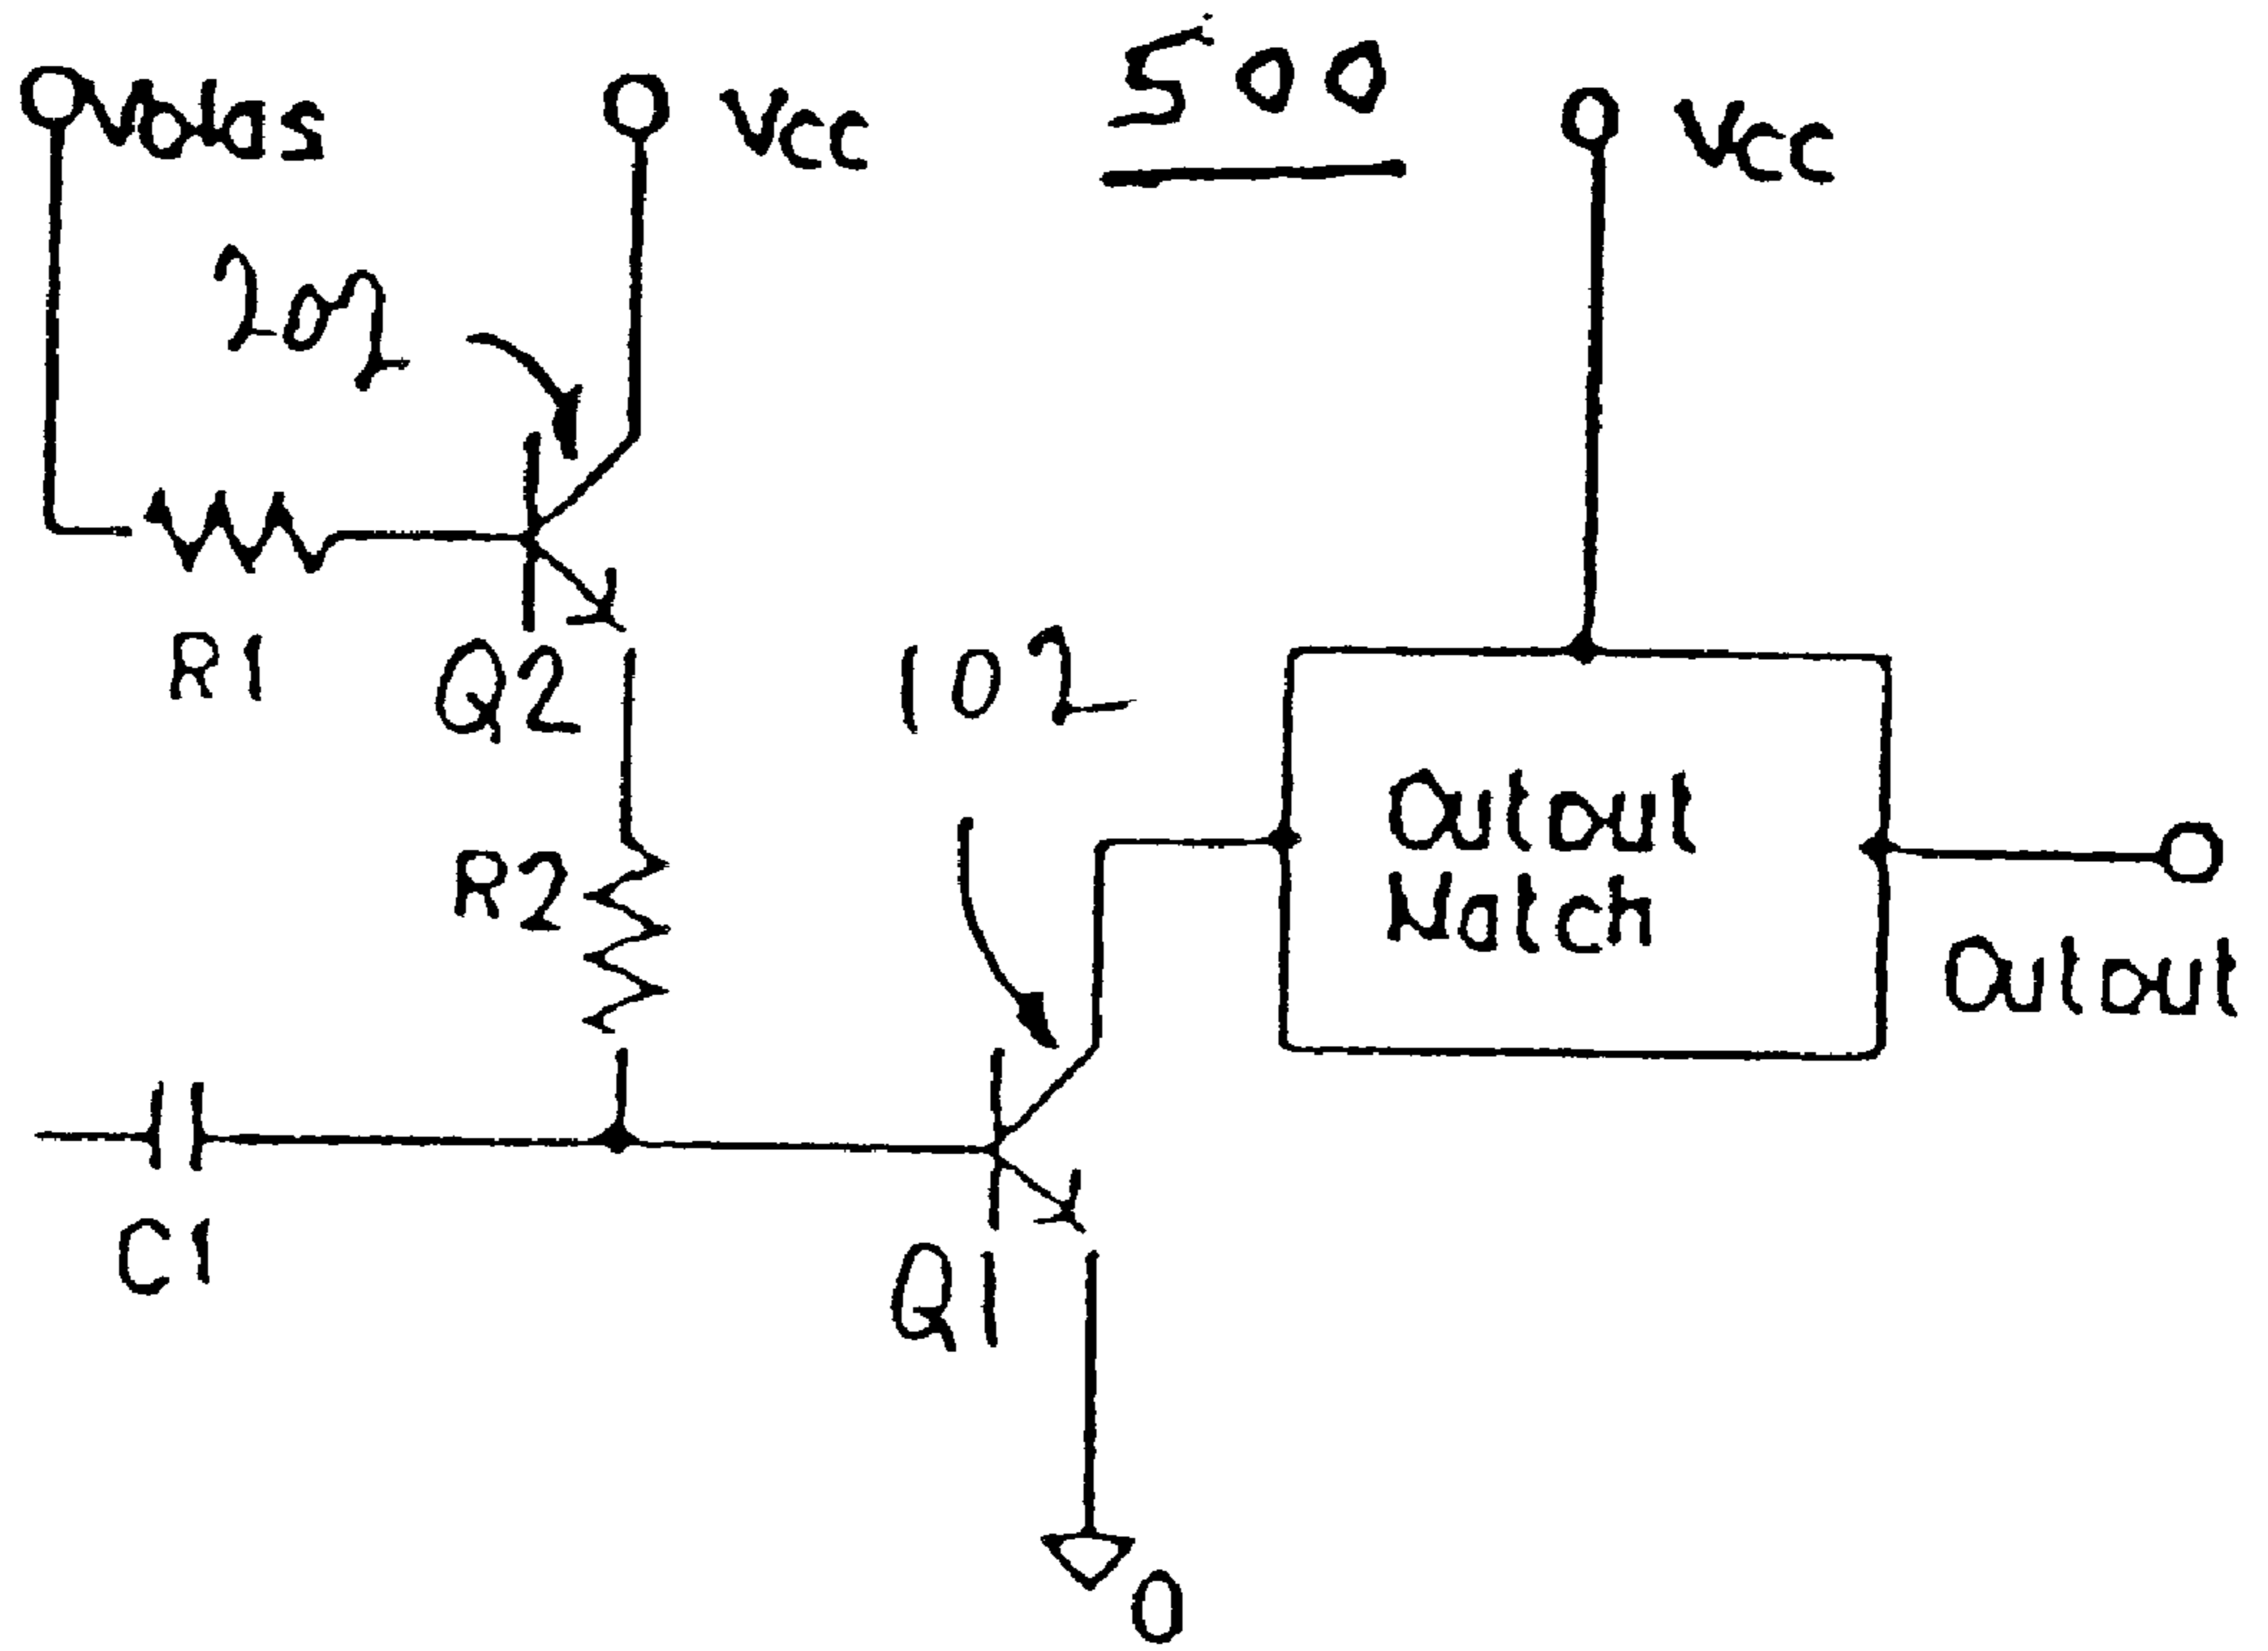 Vbias
Vcc
500
Vcc
202
R1
Q2
102
R2
Output
Match
Output
C1
Q1
0